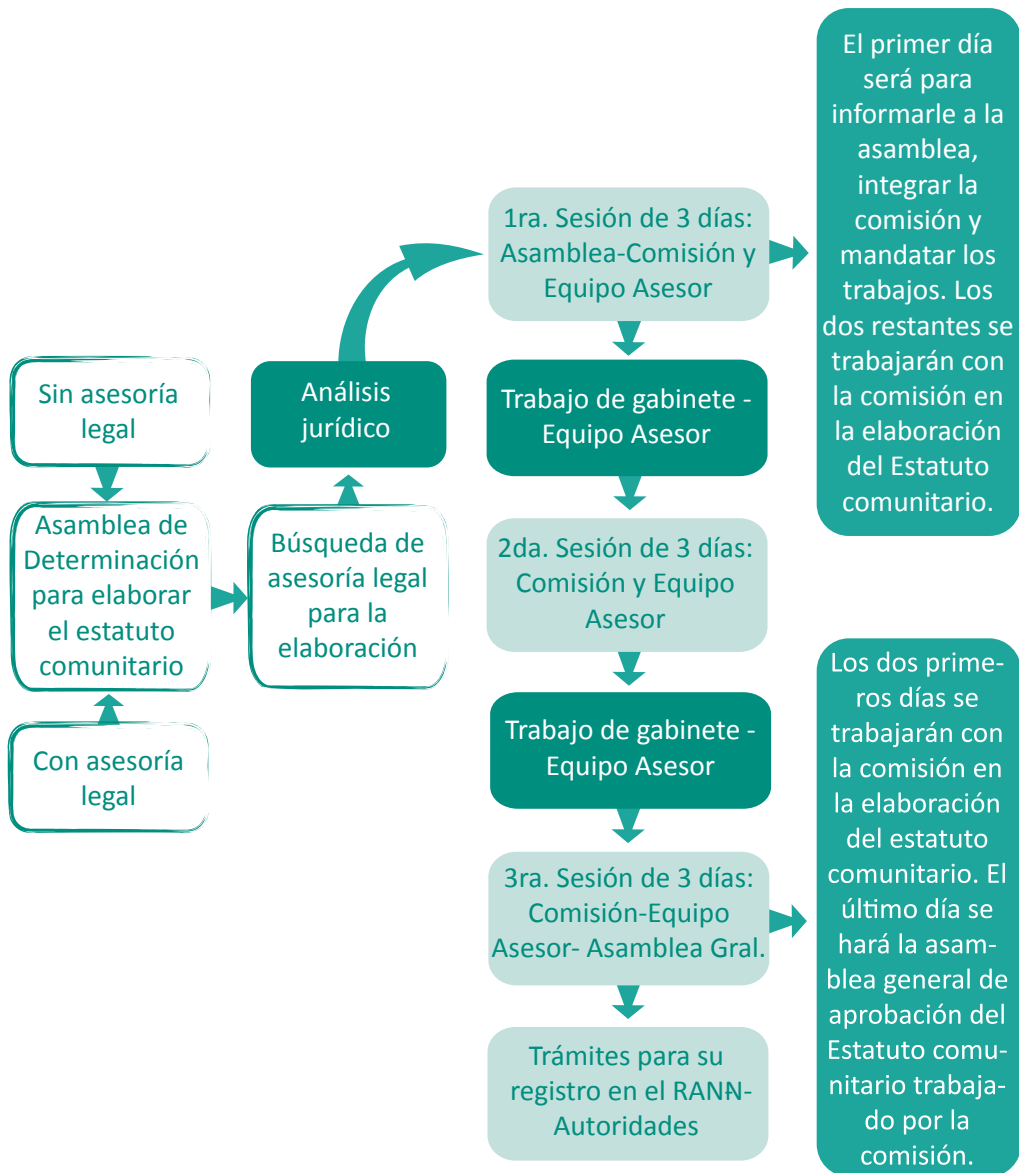 Sin asesoría
legal
Asamblea de
Determinación
para elaborar
el estatuto
comunitario
Con asesoría
legal
Búsqueda de
asesoría legal
para la
elaboración
Análisis
jurídico
1ra. Sesión de 3 días:
Asamblea-Comisión y
Equipo Asesor
El primer día
será para
informarle a la
asamblea,
integrar la
comisión y
mandatar los
trabajos. Los
dos restantes se
trabajarán con
la comisión en
la elaboración
del Estatuto
comunitario.
Trabajo de gabinete -
Equipo Asesor
2da. Sesión de 3 días:
Comisión y Equipo
Asesor
Trabajo de gabinete -
Equipo Asesor
3ra. Sesión de 3 días:
Comisión-Equipo
Asesor- Asamblea Gral.
Los dos prime-
ros días se
trabajarán con
la comisión en
la elaboración
del estatuto
comunitario. El
último día se
hará la asam-
blea general de
aprobación del
Estatuto comu-
nitario trabaja-
do por la
comisión.
Trámites para su
registro en el RANN-
Autoridades